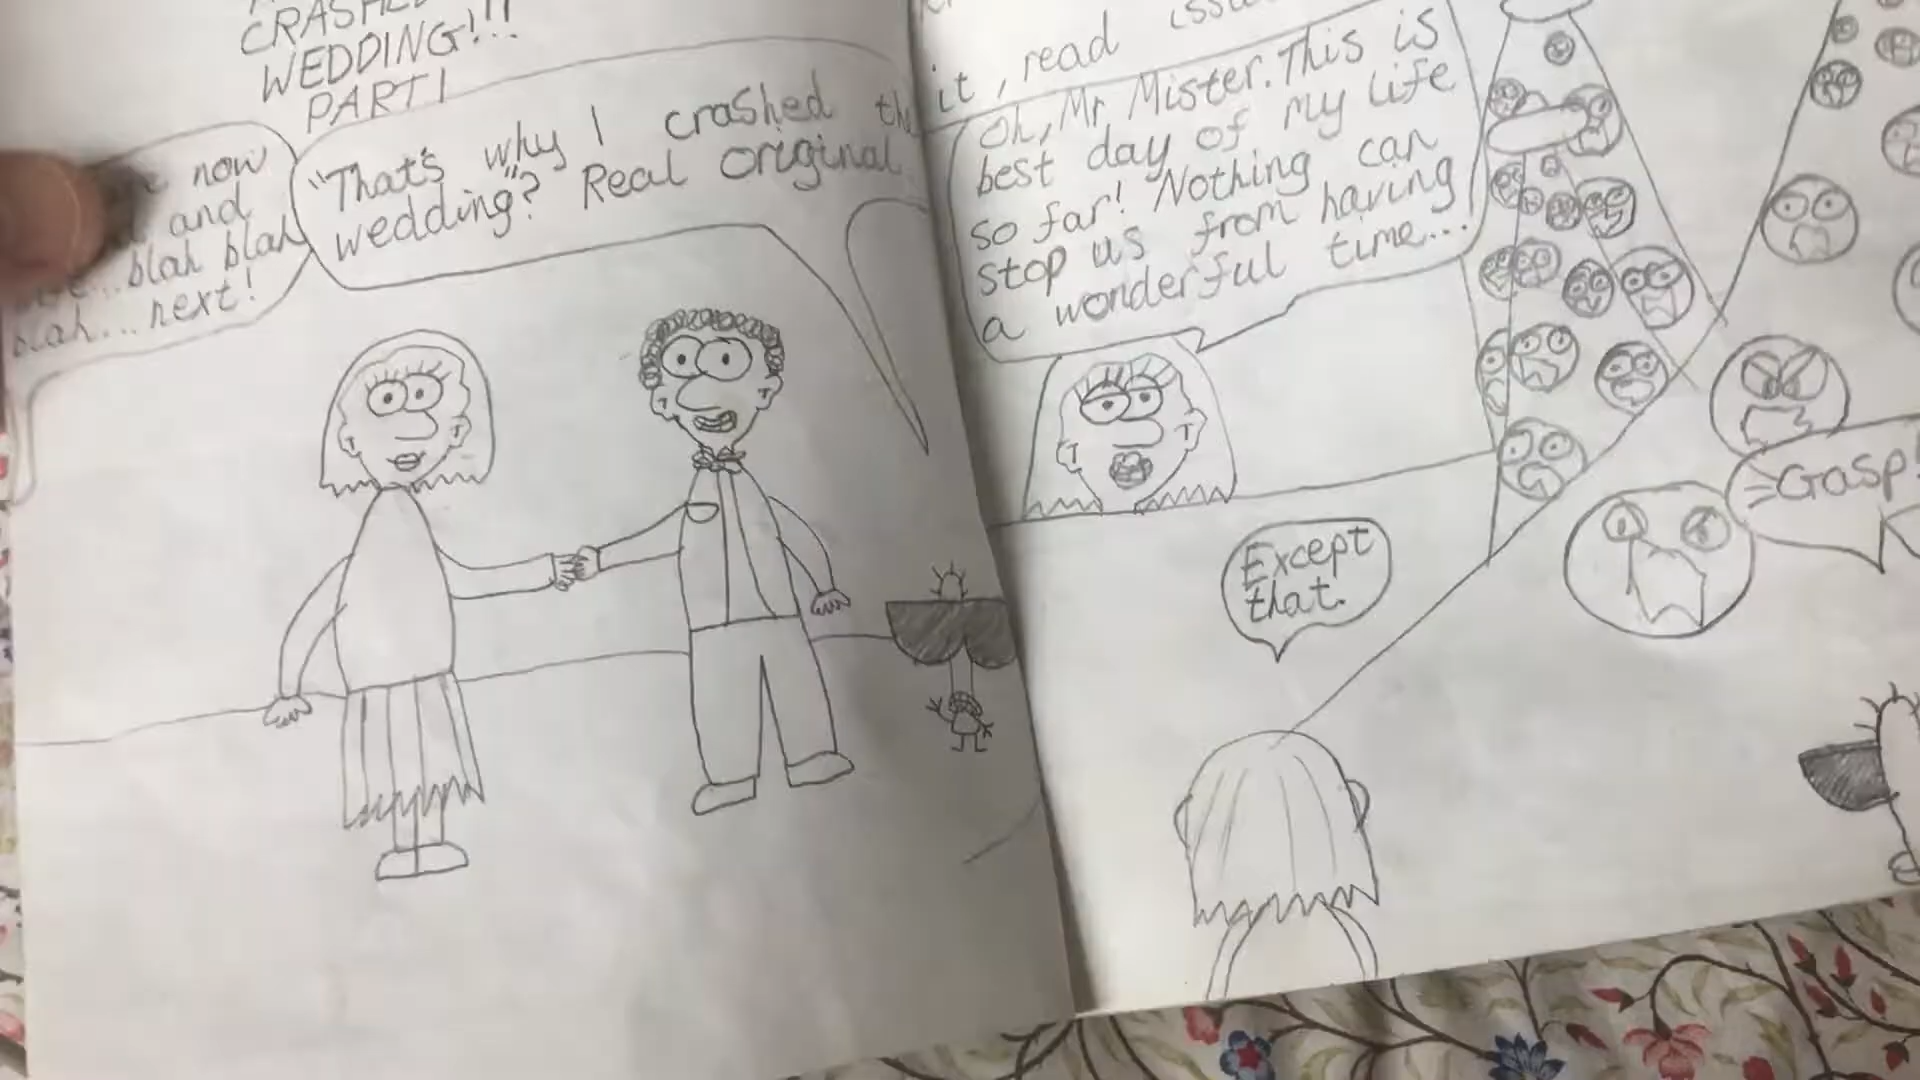 CRASHED
WEDDING!!!
PART 1
now
and
blah blah
blah... next!
"That's why I crashed the
wedding"? Real original
it, read issue
Oh, Mr Mister. This is
best day of my life
so far! Nothing can
stop us from having
a wonderful time...
Except
that.
Gasp!